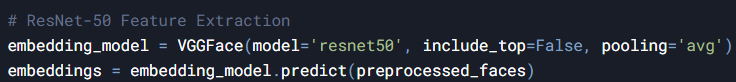 # ResNet-50 Feature Extraction
embedding_model = VGGFace(model='resnet50', include_top=False, pooling='avg')
embeddings = embedding_model.predict(preprocessed_faces)